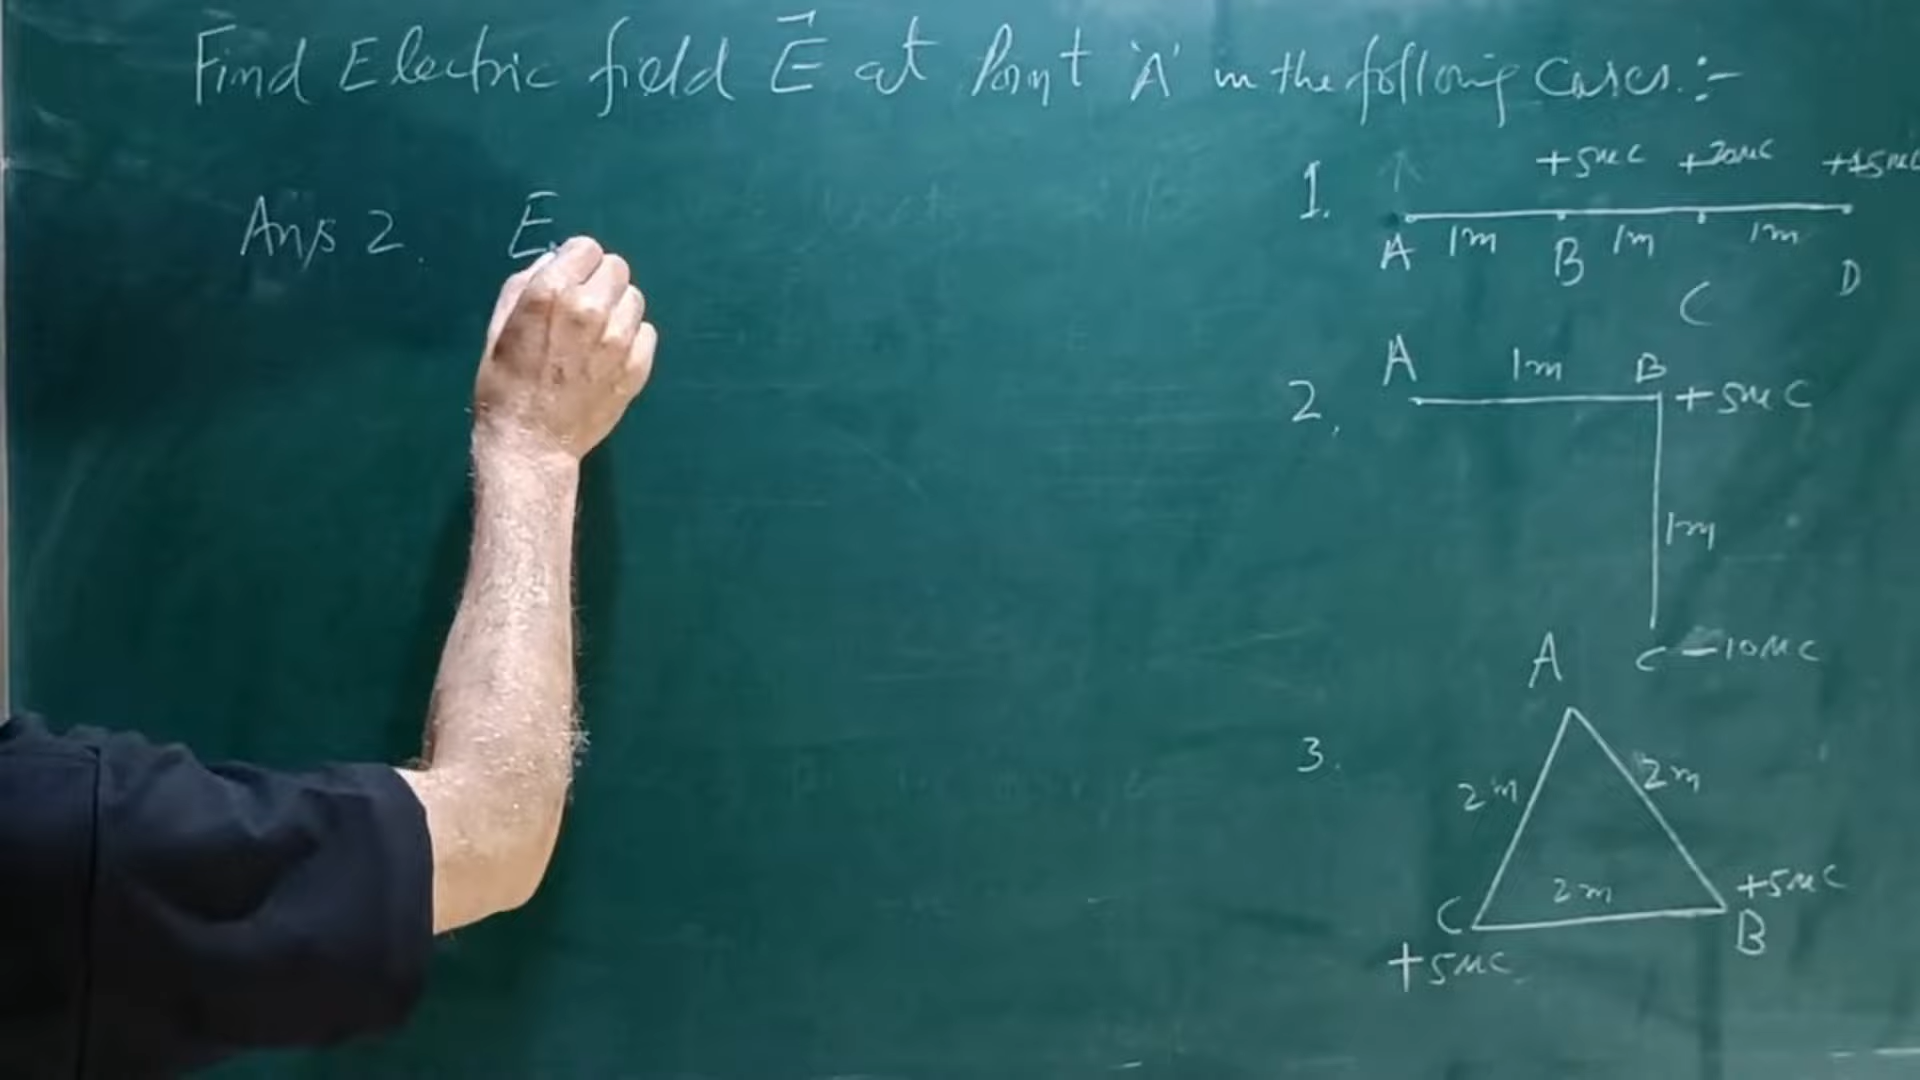 Find Electric field E at Point 'A' in the following cases:-
Ans 2. E
1. +5μC +20μC +15μC
A 1m B 1m C 1m D
2. A 1m B +5μC
1m
C -10μC
3. A
2m 2m
C 2m B +5μC
+5μC